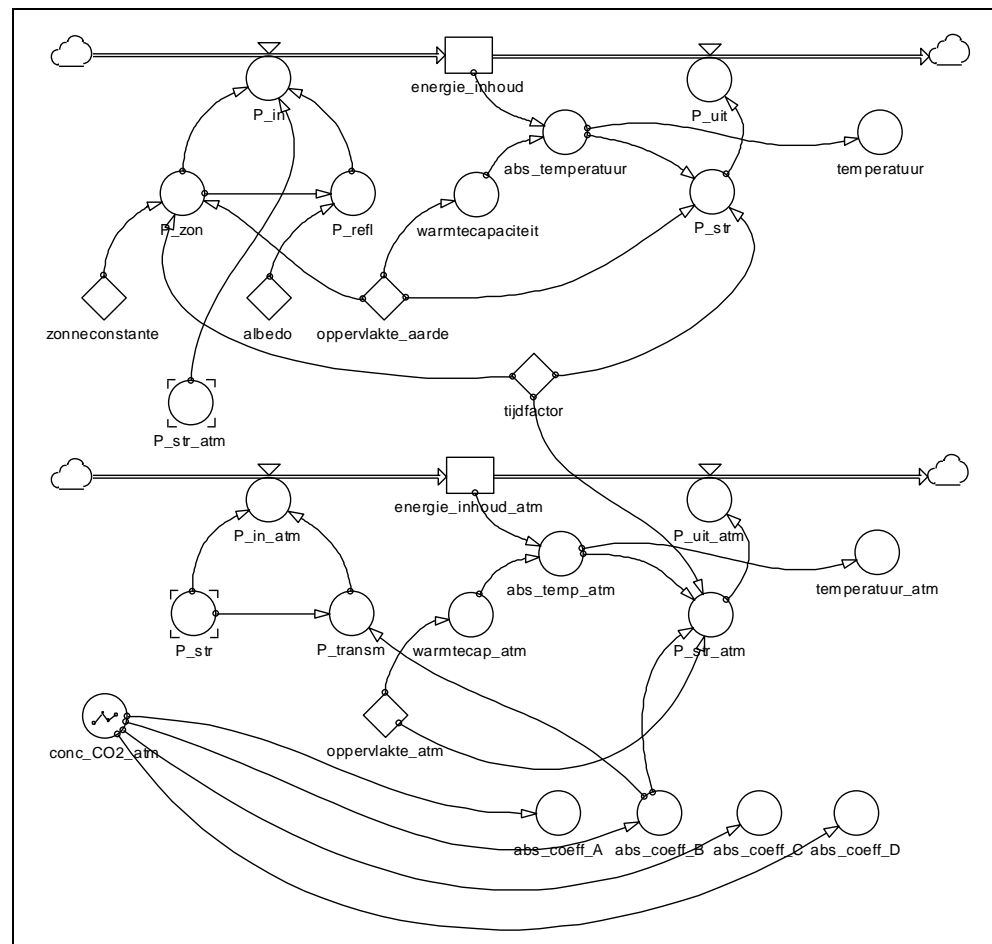 energie_inhoud
P_in
P_uit
abs_temperatuur
temperatuur
P_zon
P_refl
warmtecapaciteit
P_str
zonneconstante
albedo
oppervlakte_aarde
tijdfactor
P_str_atm
energie_inhoud_atm
P_in_atm
P_uit_atm
abs_temp_atm
temperatuur_atm
P_str
P_transm
warmtecap_atm
P_str_atm
conc_CO2_atm
oppervlakte_atm
abs_coeff_A
abs_coeff_B
abs_coeff_C
abs_coeff_D